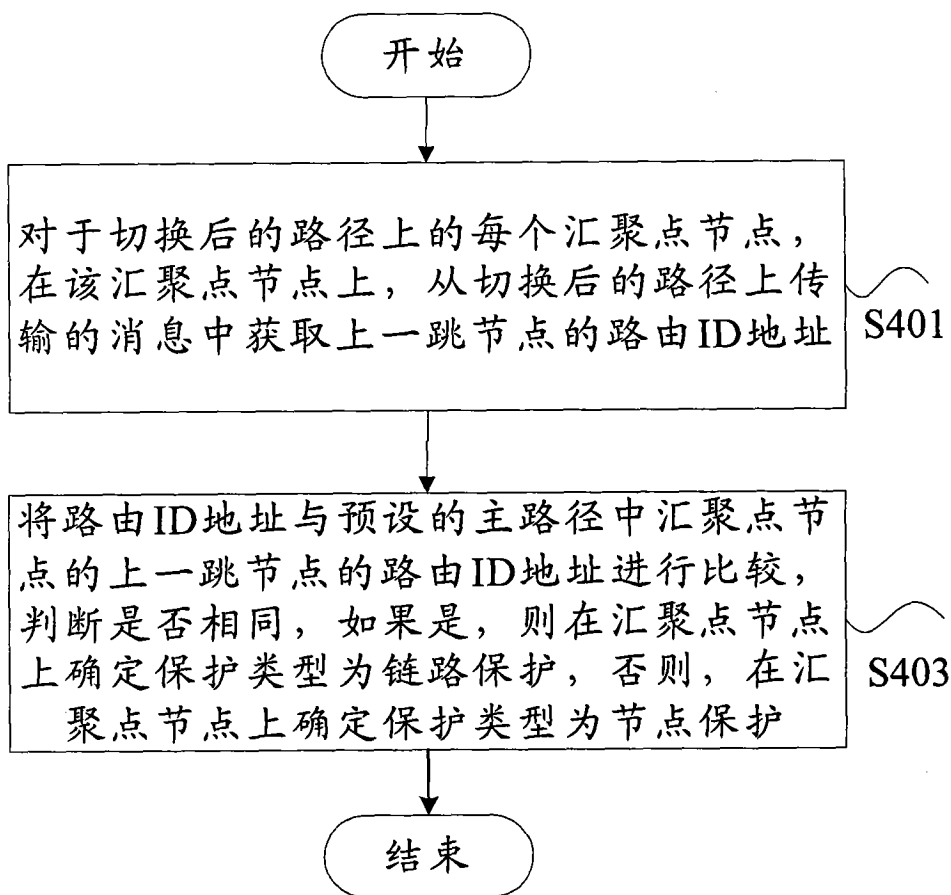 开始
对于切换后的路径上的每个汇聚点节点，
在该汇聚点节点上，从切换后的路径上传
输的消息中获取上一跳节点的路由ID地址
S401
将路由ID地址与预设的主路径中汇聚点节
点的上一跳节点的路由ID地址进行比较，
判断是否相同，如果是，则在汇聚点节点
上确定保护类型为链路保护，否则，在汇
聚点节点上确定保护类型为节点保护
S403
结束